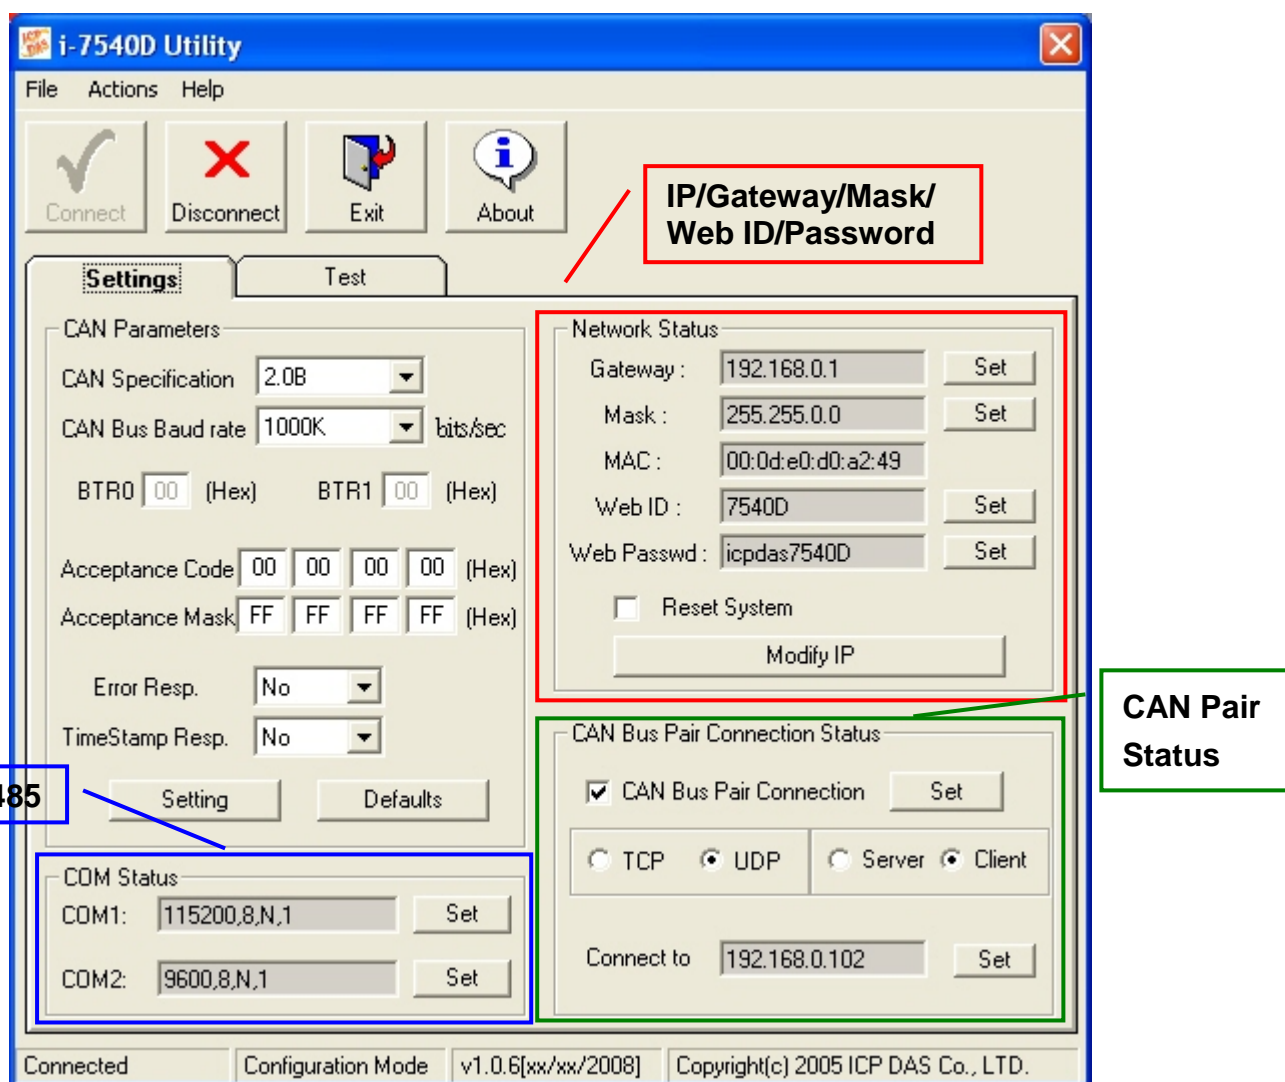 i-7540D Utility
File Actions Help
Connect Disconnect Exit About
IP/Gateway/Mask/
Web ID/Password
Settings Test
CAN Parameters
CAN Specification 2.0B
CAN Bus Baud rate 1000K bits/sec
BTR0 00 (Hex) BTR1 00 (Hex)
Acceptance Code 00 00 00 00 (Hex)
Acceptance Mask FF FF FF FF (Hex)
Error Resp. No
TimeStamp Resp. No
Setting Defaults
485
COM Status
COM1: 115200,8,N,1 Set
COM2: 9600,8,N,1 Set
Network Status
Gateway : 192.168.0.1 Set
Mask : 255.255.0.0 Set
MAC : 00:0d:e0:d0:a2:49
Web ID : 7540D Set
Web Passwd : icpdas7540D Set
Reset System
Modify IP
CAN Pair
Status
CAN Bus Pair Connection Status
CAN Bus Pair Connection Set
TCP UDP Server Client
Connect to 192.168.0.102 Set
Connected Configuration Mode v1.0.6[xx/xx/2008] Copyright(c) 2005 ICP DAS Co., LTD.